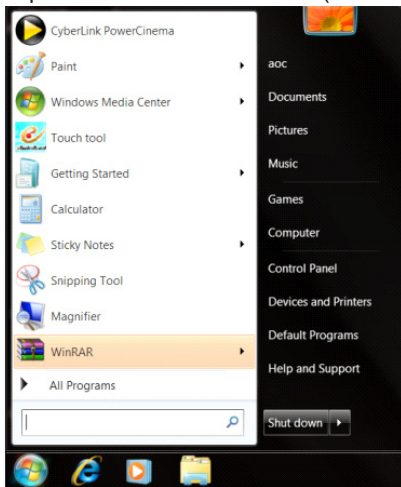 CyberLink PowerCinema
Paint
Windows Media Center
Touch tool
Getting Started
Calculator
Sticky Notes
Snipping Tool
Magnifier
WinRAR
All Programs
aoc
Documents
Pictures
Music
Games
Computer
Control Panel
Devices and Printers
Default Programs
Help and Support
Shut down